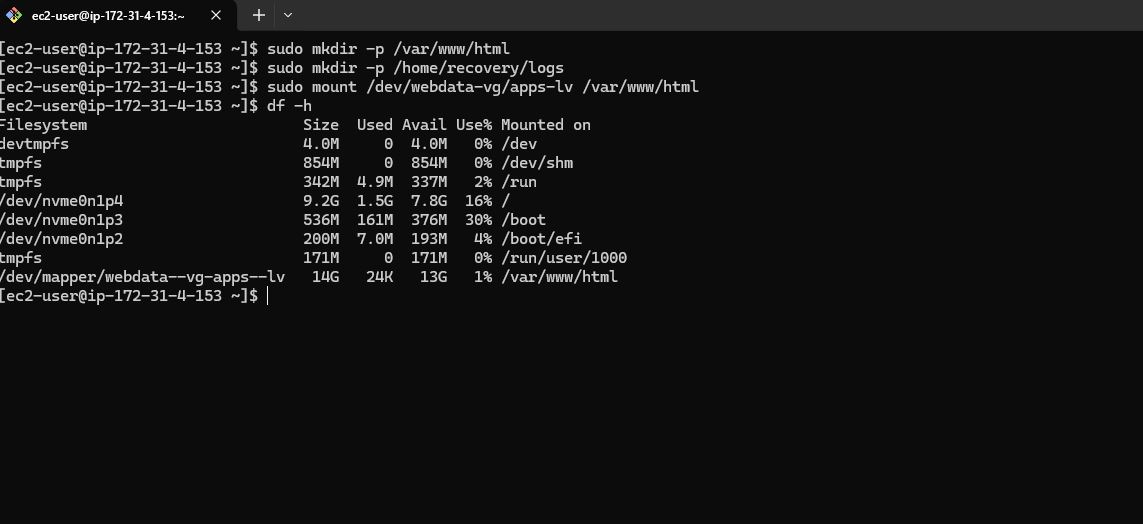 ec2-user@ip-172-31-4-153:~
[ec2-user@ip-172-31-4-153 ~]$ sudo mkdir -p /var/www/html
[ec2-user@ip-172-31-4-153 ~]$ sudo mkdir -p /home/recovery/logs
[ec2-user@ip-172-31-4-153 ~]$ sudo mount /dev/webdata-vg/apps-lv /var/www/html
[ec2-user@ip-172-31-4-153 ~]$ df -h
Filesystem                        Size  Used Avail Use% Mounted on
devtmpfs                          4.0M     0  4.0M   0% /dev
tmpfs                             854M     0  854M   0% /dev/shm
tmpfs                             342M  4.9M  337M   2% /run
/dev/nvme0n1p4                    9.2G  1.5G  7.8G  16% /
/dev/nvme0n1p3                    536M  161M  376M  30% /boot
/dev/nvme0n1p2                    200M  7.0M  193M   4% /boot/efi
tmpfs                             171M     0  171M   0% /run/user/1000
/dev/mapper/webdata--vg-apps--lv   14G   24K   13G   1% /var/www/html
[ec2-user@ip-172-31-4-153 ~]$